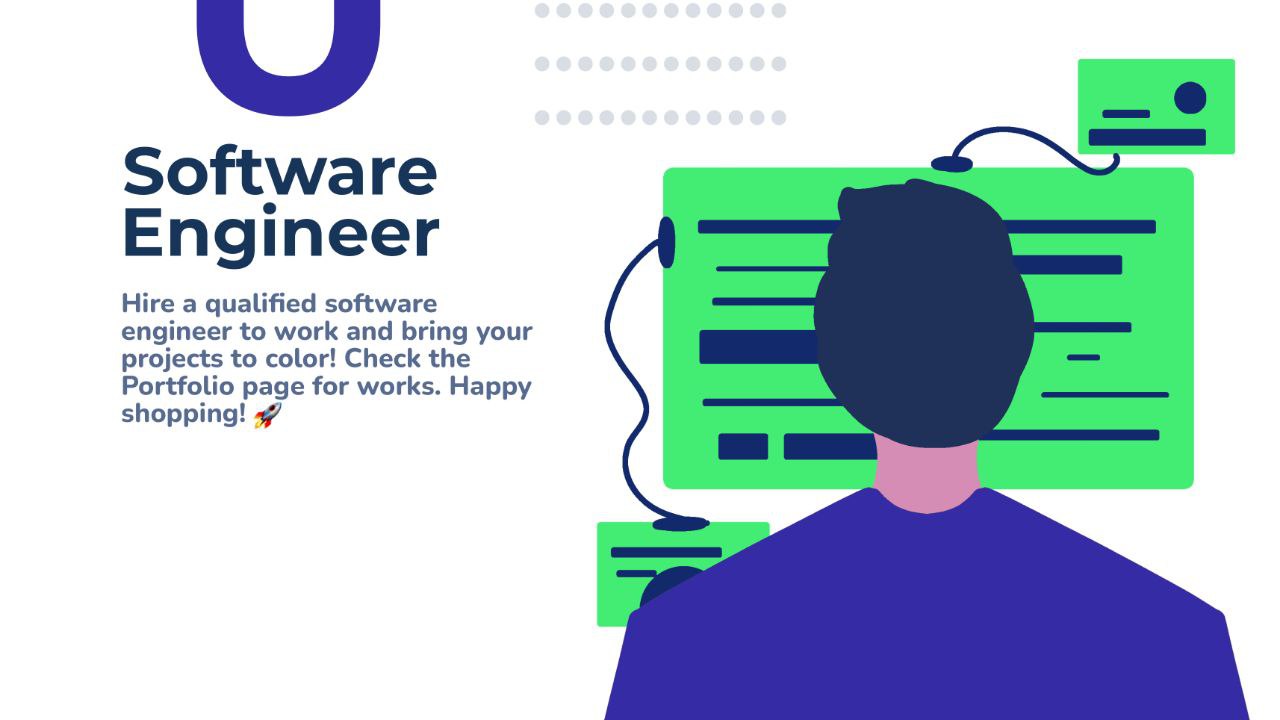 Software
Engineer
Hire a qualified software
engineer to work and bring your
projects to color! Check the
Portfolio page for works. Happy
shopping! 🚀